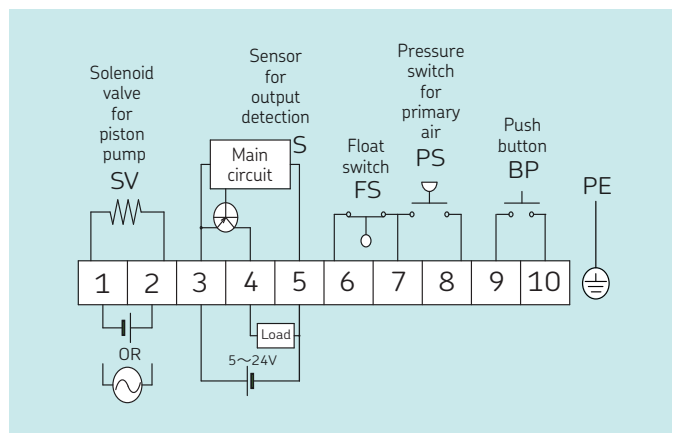 Solenoid
valve
for
piston
pump
SV
Sensor
for
output
detection
S
Main
circuit
Float
switch
FS
Pressure
switch
for
primary
air
PS
Push
button
BP
PE
1 2 3 4 5 6 7 8 9 10
OR
Load
5～24V